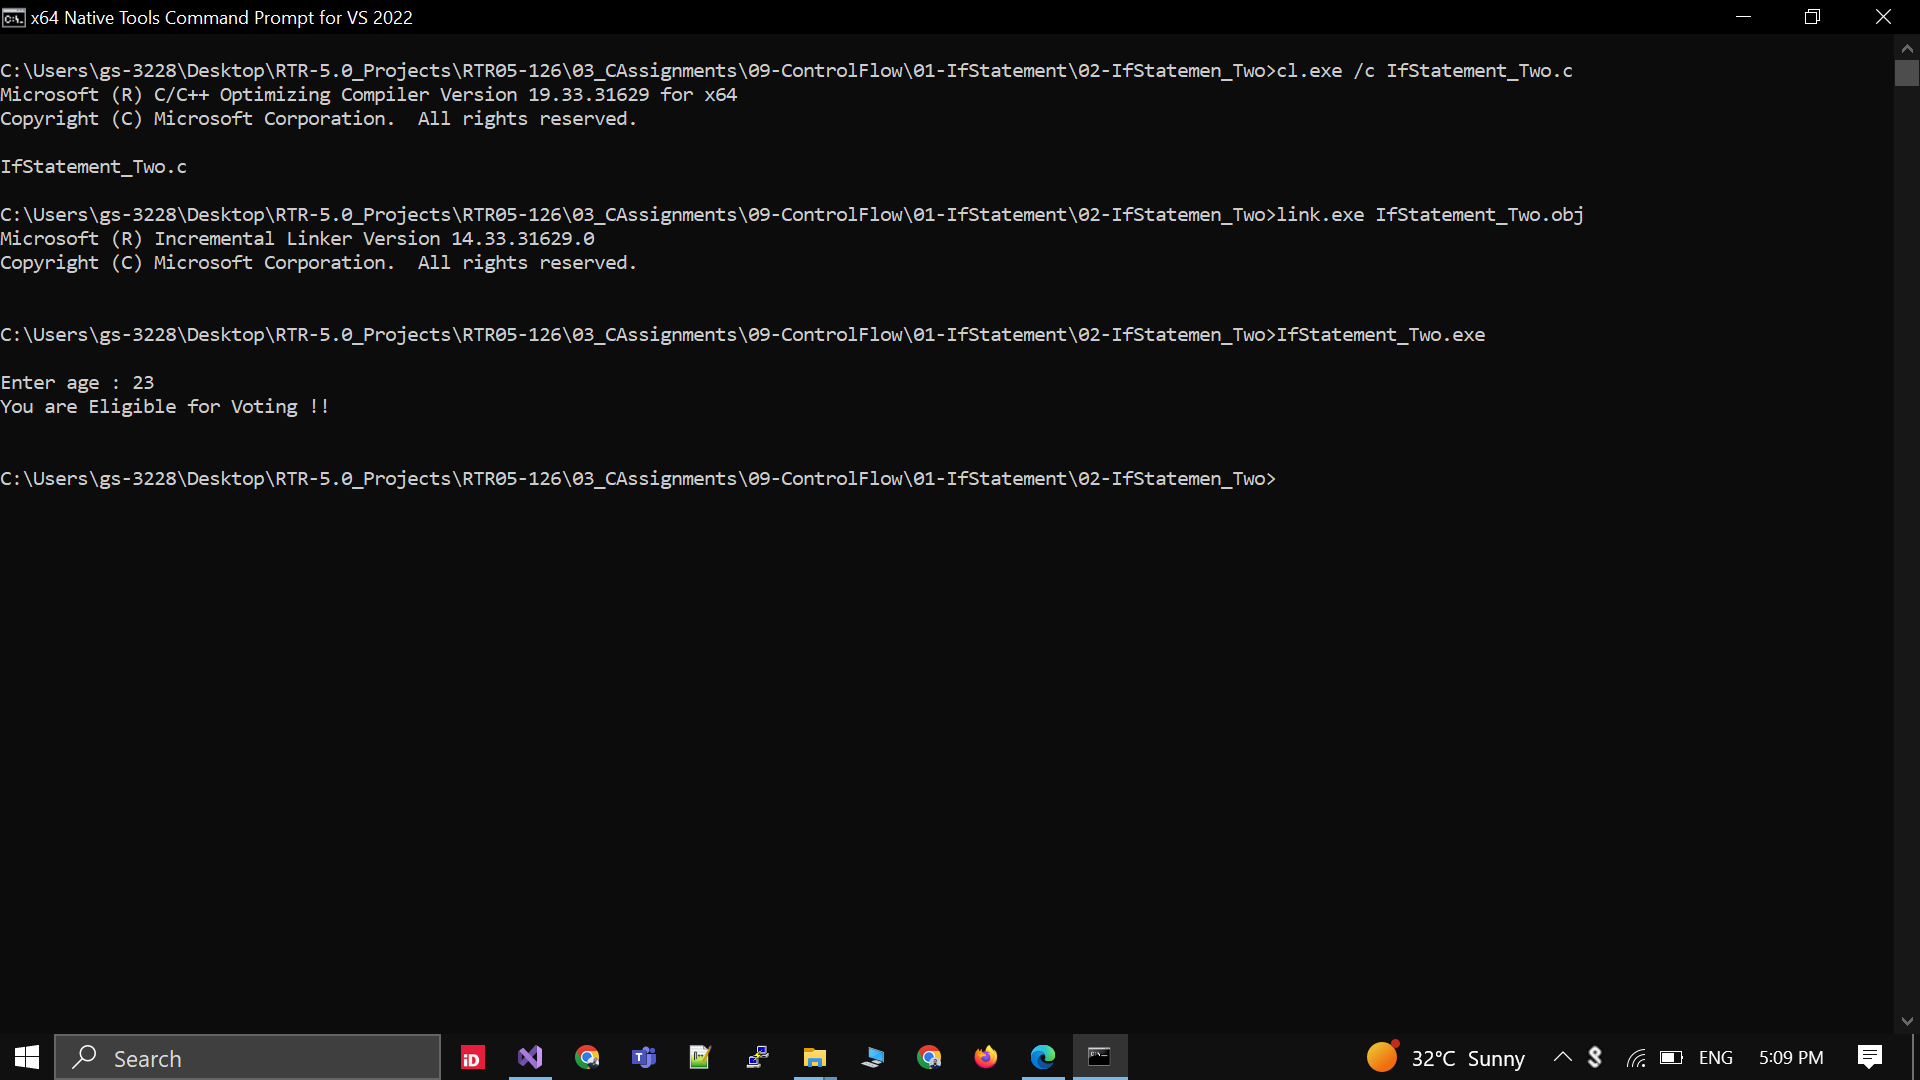 x64 Native Tools Command Prompt for VS 2022
C:\Users\gs-3228\Desktop\RTR-5.0_Projects\RTR05-126\03_CAssignments\09-ControlFlow\01-IfStatement\02-IfStatemen_Two>cl.exe /c IfStatement_Two.c
Microsoft (R) C/C++ Optimizing Compiler Version 19.33.31629 for x64
Copyright (C) Microsoft Corporation.  All rights reserved.
IfStatement_Two.c
C:\Users\gs-3228\Desktop\RTR-5.0_Projects\RTR05-126\03_CAssignments\09-ControlFlow\01-IfStatement\02-IfStatemen_Two>link.exe IfStatement_Two.obj
Microsoft (R) Incremental Linker Version 14.33.31629.0
Copyright (C) Microsoft Corporation.  All rights reserved.
C:\Users\gs-3228\Desktop\RTR-5.0_Projects\RTR05-126\03_CAssignments\09-ControlFlow\01-IfStatement\02-IfStatemen_Two>IfStatement_Two.exe
Enter age : 23
You are Eligible for Voting !!
C:\Users\gs-3228\Desktop\RTR-5.0_Projects\RTR05-126\03_CAssignments\09-ControlFlow\01-IfStatement\02-IfStatemen_Two>
Search
32°C Sunny
ENG
5:09 PM